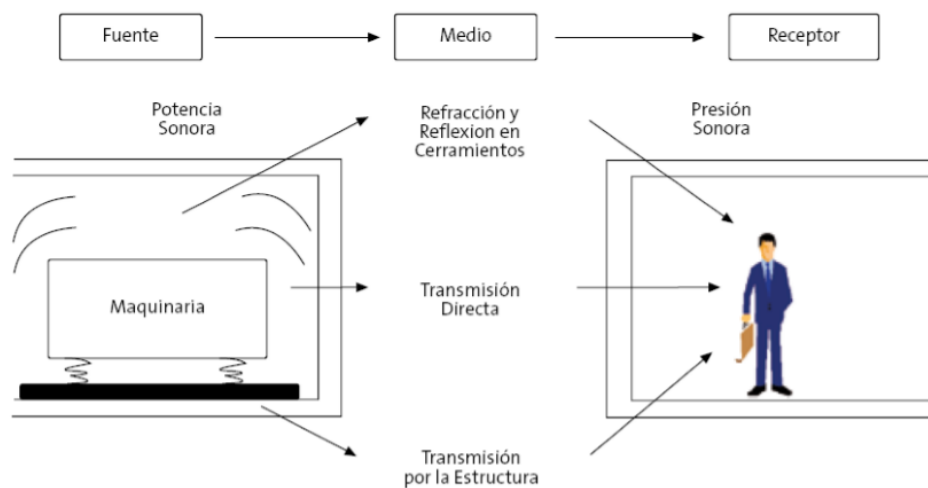 Fuente
Medio
Receptor
Potencia
Sonora
Refracción y
Reflexion en
Cerramientos
Presión
Sonora
Maquinaria
Transmisión
Directa
Transmisión
por la Estructura